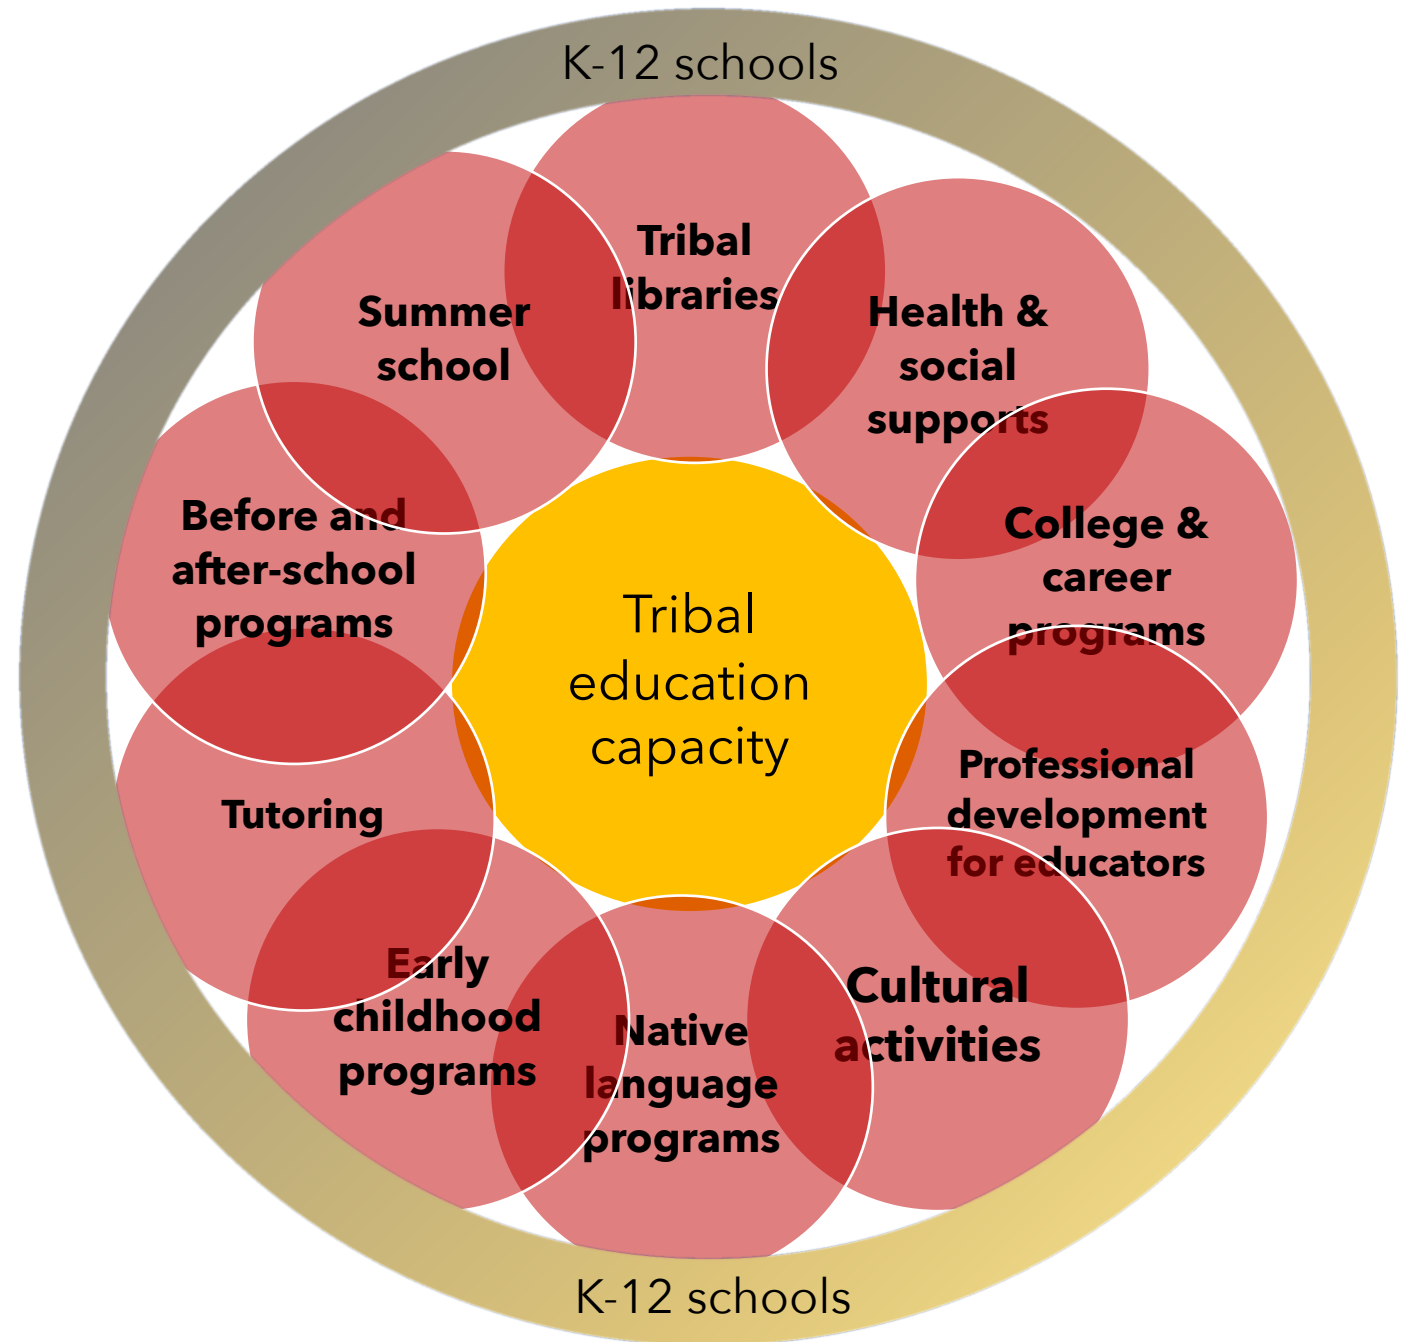 K-12 schools
Tribal
libraries
Summer
school
Health &
social
supports
Before and
after-school
programs
College &
career
programs
Tribal
education
capacity
Tutoring
Professional
development
for educators
Early
childhood
programs
Native
language
programs
Cultural
activities
K-12 schools